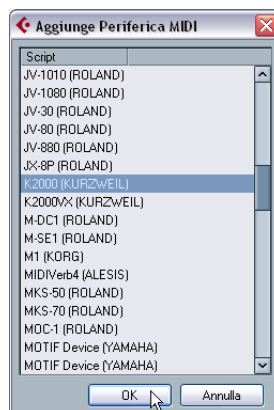 Aggiunge Periferica MIDI
Script
JV-1010 (ROLAND)
JV-1080 (ROLAND)
JV-30 (ROLAND)
JV-80 (ROLAND)
JV-880 (ROLAND)
JX-8P (ROLAND)
K2000 (KURZWEIL)
K2000VX (KURZWEIL)
M-DC1 (ROLAND)
M-SE1 (ROLAND)
M1 (KORG)
MIDIVerb4 (ALESIS)
MKS-50 (ROLAND)
MKS-70 (ROLAND)
MOC-1 (ROLAND)
MOTIF Device (YAMAHA)
MOTIF Device (YAMAHA)
OK
Annulla